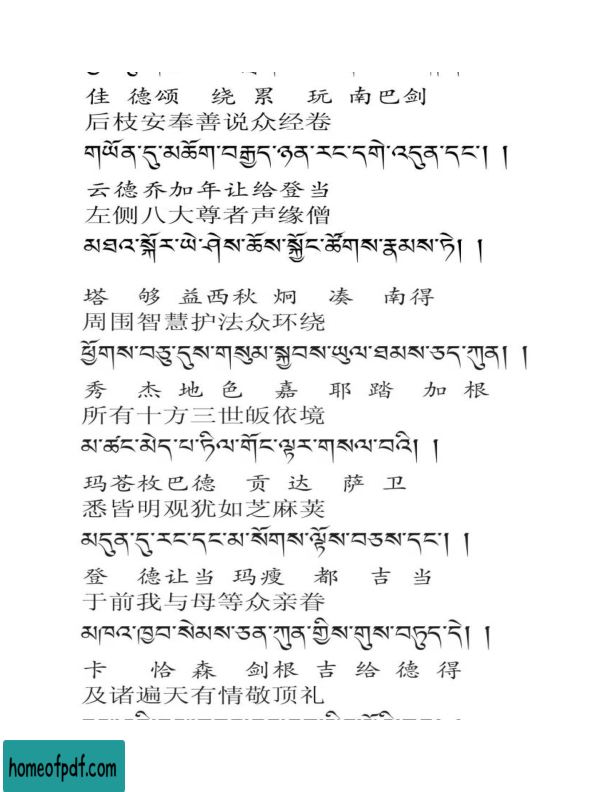 佳 德颂 绕 累 玩 南巴剑
后枝安奉善说众经卷
གཡོན་དུ་མཆོག་བརྒྱད་ཉན་རང་དགེ་འདུན་དང་། །
云德乔加年让给登当
左侧八大尊者声缘僧
མཐའ་སྐོར་ཡེ་ཤེས་ཆོས་སྐྱོང་ཚོགས་རྣམས་ཏེ། །
塔 够 益西秋 炯 凑 南得
周围智慧护法众环绕
ཕྱོགས་བཅུ་དུས་གསུམ་སྐྱབས་ཡུལ་ཐམས་ཅད་ཀུན། །
秀 杰 地 色 嘉 耶 踏 加 根
所有十方三世皈依境
མ་ཚང་མེད་པ་ཏིལ་གོང་ལྟར་གསལ་བའི། །
玛苍枚巴德 贡 达 萨 卫
悉皆明观犹如芝麻荚
མདུན་དུ་རང་དང་མ་སོགས་ལྟོས་བཅས་དང་། །
登 德让当 玛瘦 都 吉 当
于前我与母等众亲眷
མཁའ་ཁྱབ་སེམས་ཅན་ཀུན་གྱིས་གུས་བཏུད་དེ། །
卡 恰 森 剑根 吉 给 德 得
及诸遍天有情敬顶礼
homeofpdf.com